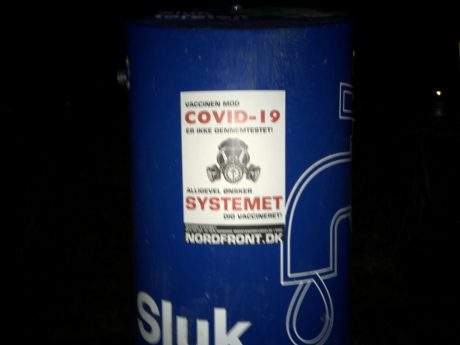 VACCINEN MOD
COVID-19
ER IKKE GENNEMTESTET!
ALLIGEVEL ØNSKER
SYSTEMET
DIG VACCINERET!
NORDFRONT.DK
Sluk